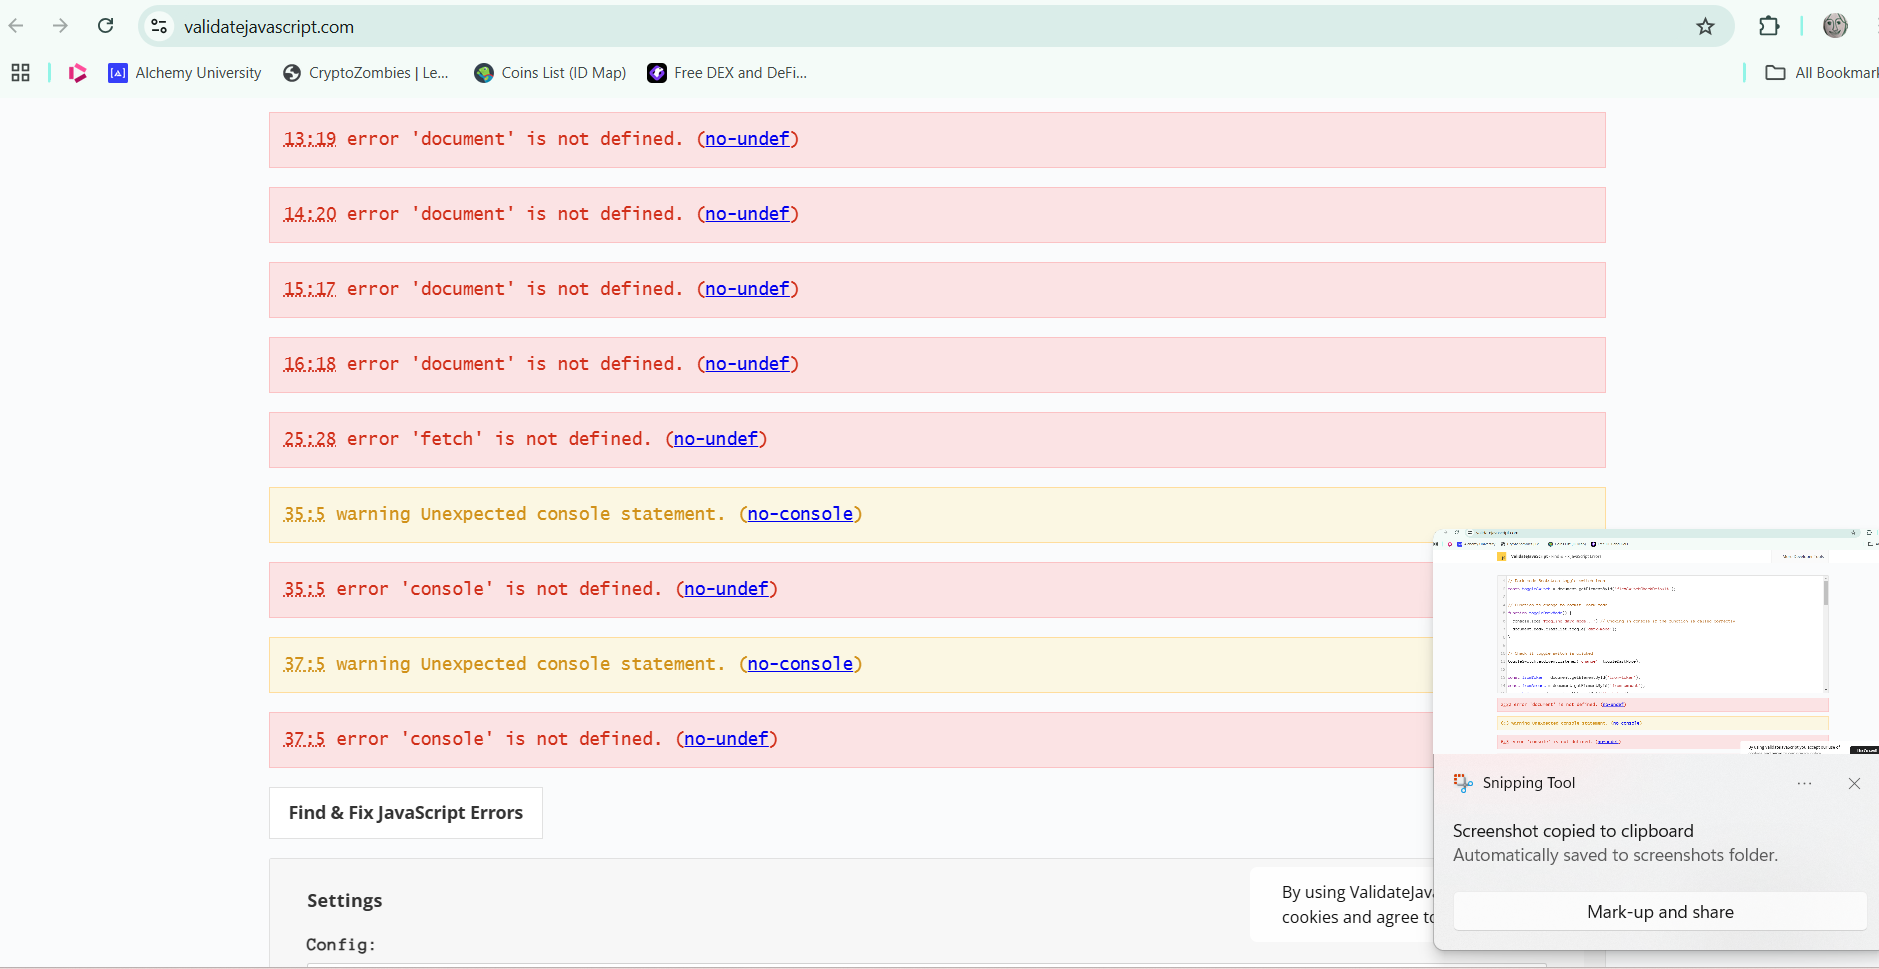 validatejavascript.com
Alchemy University
CryptoZombies | Le...
Coins List (ID Map)
Free DEX and DeFi...
All Bookmar
13:19 error 'document' is not defined. (no-undef)
14:20 error 'document' is not defined. (no-undef)
15:17 error 'document' is not defined. (no-undef)
16:18 error 'document' is not defined. (no-undef)
25:28 error 'fetch' is not defined. (no-undef)
35:5 warning Unexpected console statement. (no-console)
35:5 error 'console' is not defined. (no-undef)
37:5 warning Unexpected console statement. (no-console)
37:5 error 'console' is not defined. (no-undef)
Find & Fix JavaScript Errors
Settings
Config:
By using ValidateJav
cookies and agree to
Snipping Tool
Screenshot copied to clipboard
Automatically saved to screenshots folder.
Mark-up and share